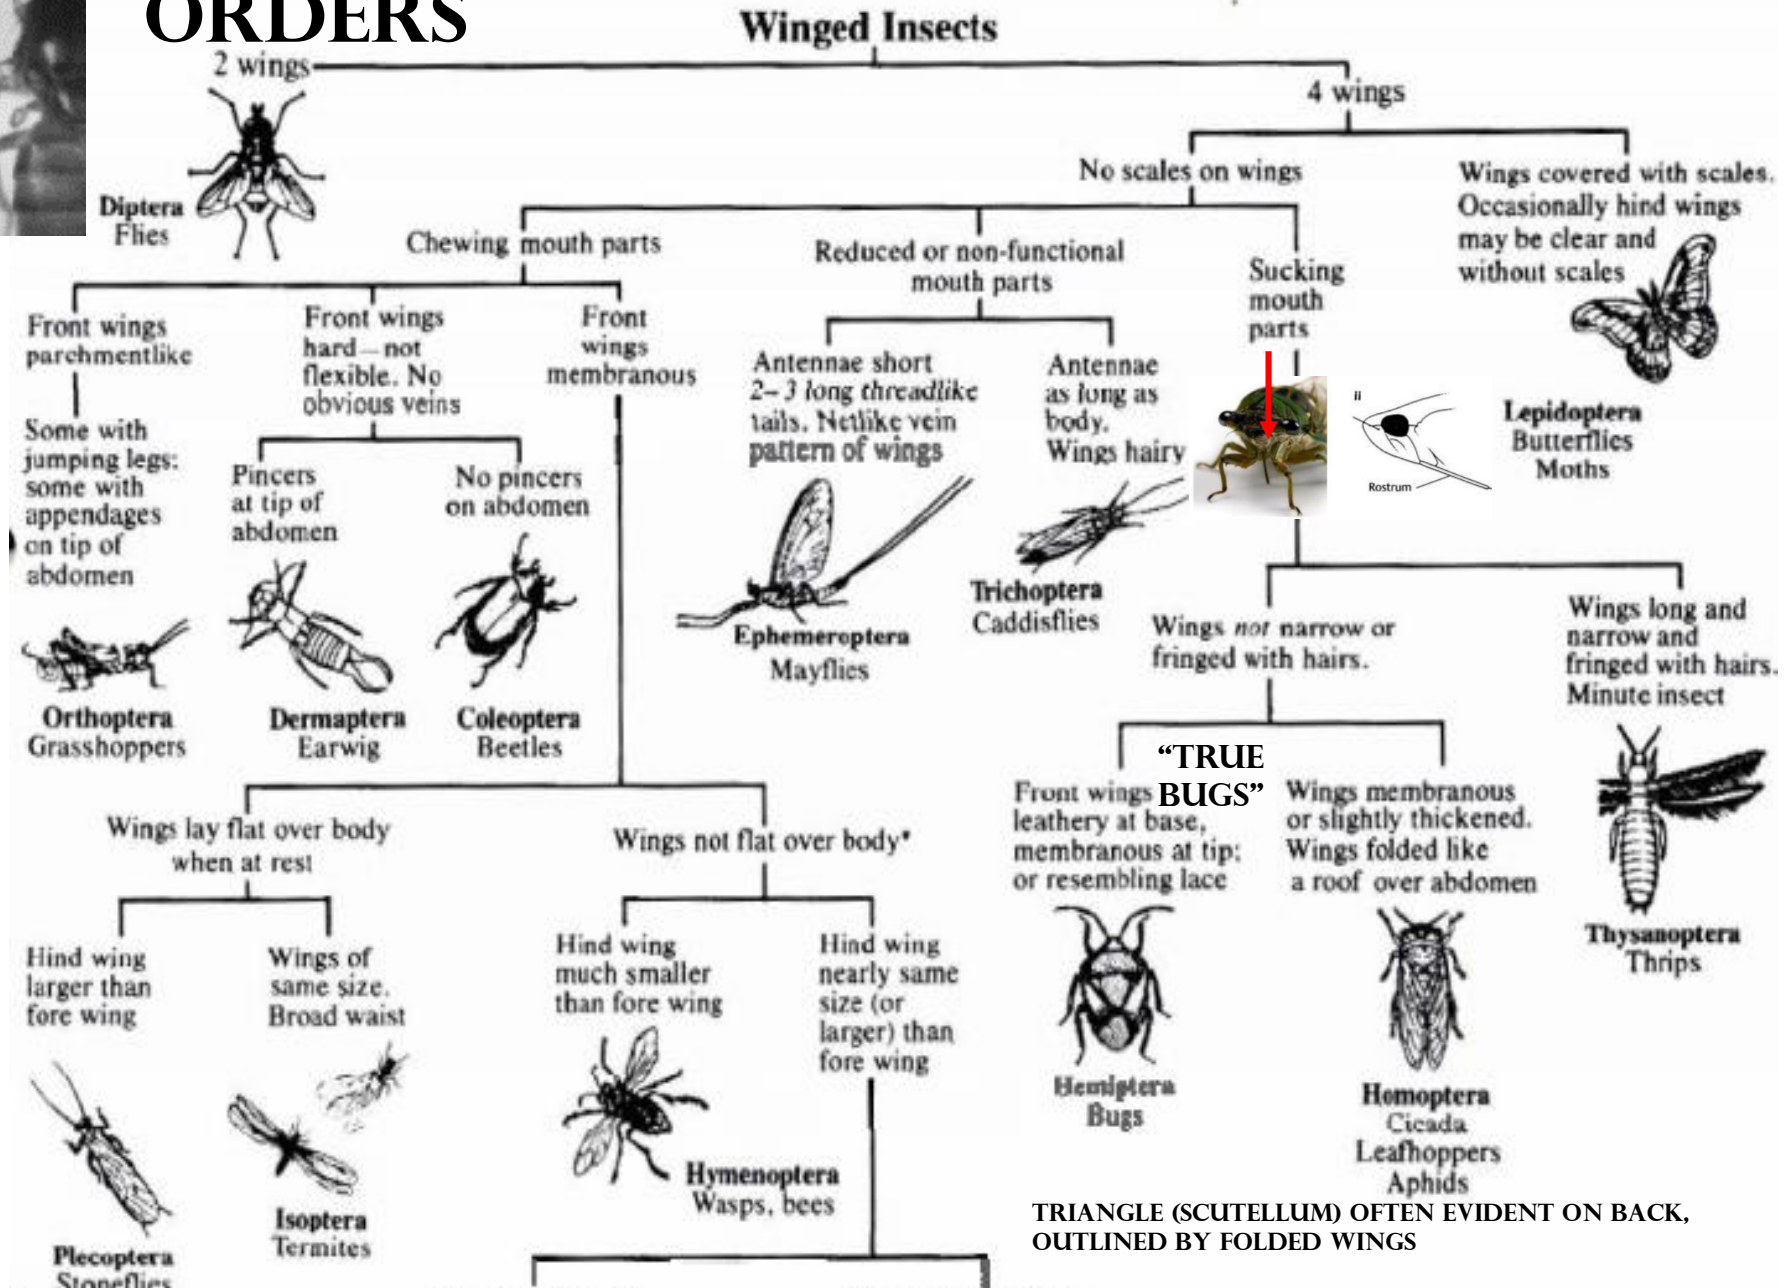 ORDERS
Winged Insects
2 wings
4 wings
Diptera
Flies
No scales on wings
Wings covered with scales.
Occasionally hind wings
may be clear and
without scales
Lepidoptera
Butterflies
Moths
Chewing mouth parts
Reduced or non-functional
mouth parts
Sucking
mouth
parts
Front wings
parchmentlike
Some with
jumping legs:
some with
appendages
on tip of
abdomen
Orthoptera
Grasshoppers
Front wings
hard—not
flexible. No
obvious veins
Pincers
at tip of
abdomen
Dermaptera
Earwig
No pincers
on abdomen
Coleoptera
Beetles
Front
wings
membranous
Antennae short
2–3 long threadlike
tails. Netlike vein
pattern of wings
Ephemeroptera
Mayflies
Antennae
as long as
body.
Wings hairy
Trichoptera
Caddisflies
ii
Rostrum
Wings not narrow or
fringed with hairs.
Wings long and
narrow and
fringed with hairs.
Minute insect
Thysanoptera
Thrips
“TRUE
BUGS”
Front wings
leathery at base,
membranous at tip;
or resembling lace
Hemiptera
Bugs
Wings membranous
or slightly thickened.
Wings folded like
a roof over abdomen
Homoptera
Cicada
Leafhoppers
Aphids
TRIANGLE (SCUTELLUM) OFTEN EVIDENT ON BACK,
OUTLINED BY FOLDED WINGS
Wings lay flat over body
when at rest
Wings not flat over body*
Hind wing
larger than
fore wing
Plecoptera
Stoneflies
Wings of
same size.
Broad waist
Isoptera
Termites
Hind wing
much smaller
than fore wing
Hymenoptera
Wasps, bees
Hind wing
nearly same
size (or
larger) than
fore wing